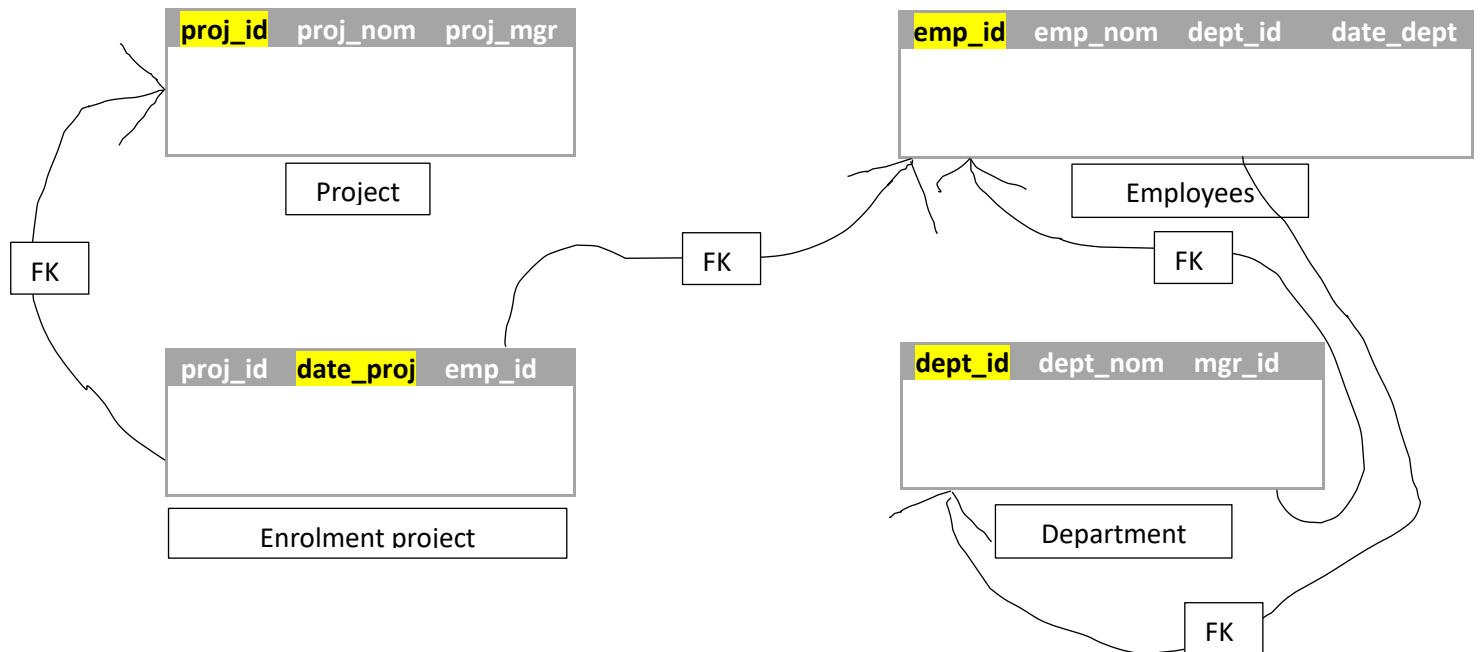 proj_id proj_nom proj_mgr
emp_id emp_nom dept_id date_dept
Project
Employees
FK
FK
FK
proj_id date_proj emp_id
dept_id dept_nom mgr_id
Enrolment project
Department
FK